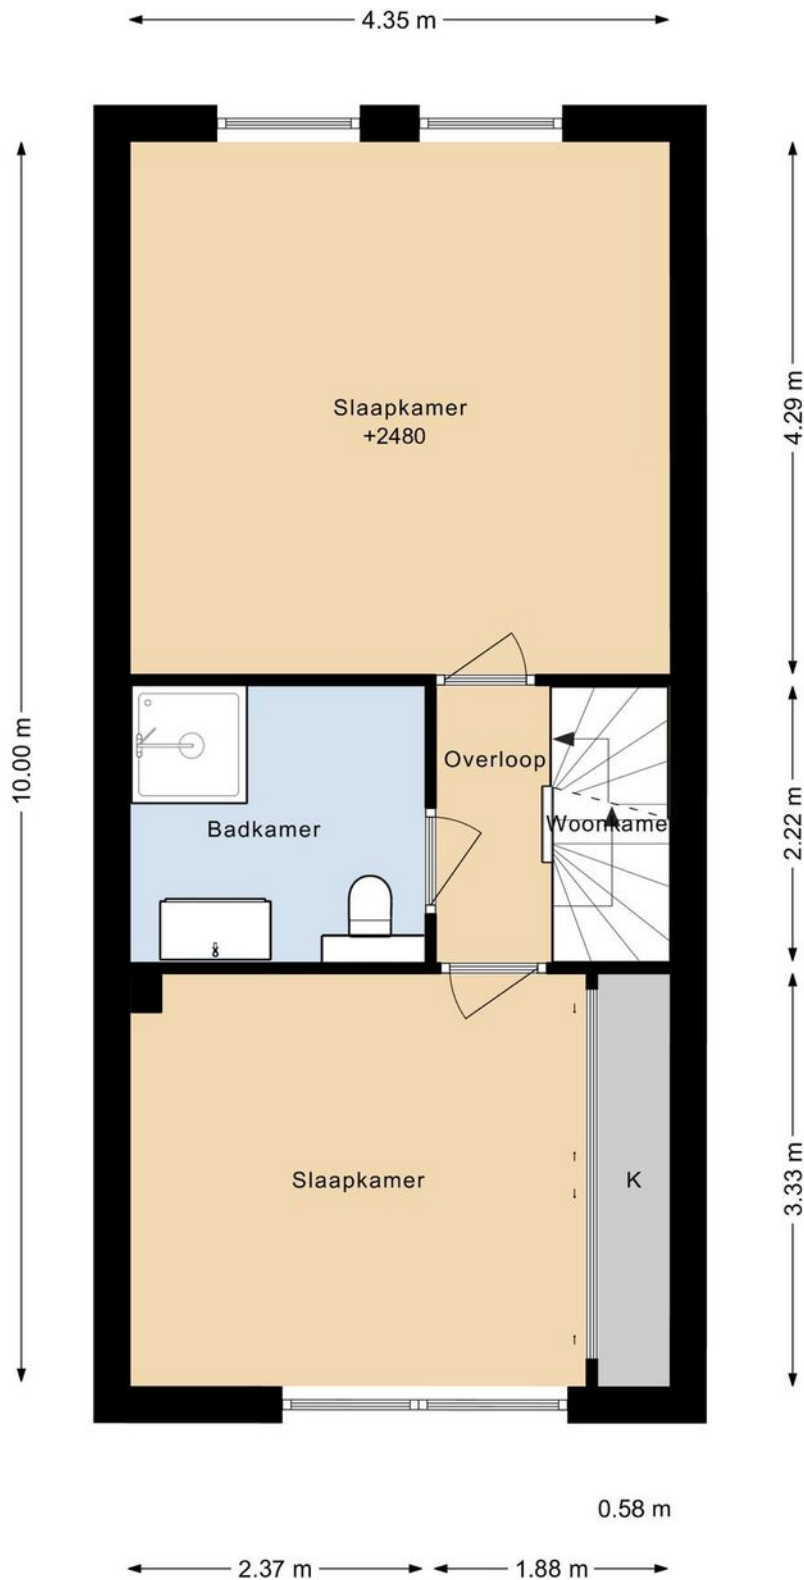 4.35 m
Slaapkamer
+2480
4.29 m
10.00 m
Overloop
Badkamer
Woonkame
2.22 m
Slaapkamer
K
3.33 m
0.58 m
2.37 m
1.88 m